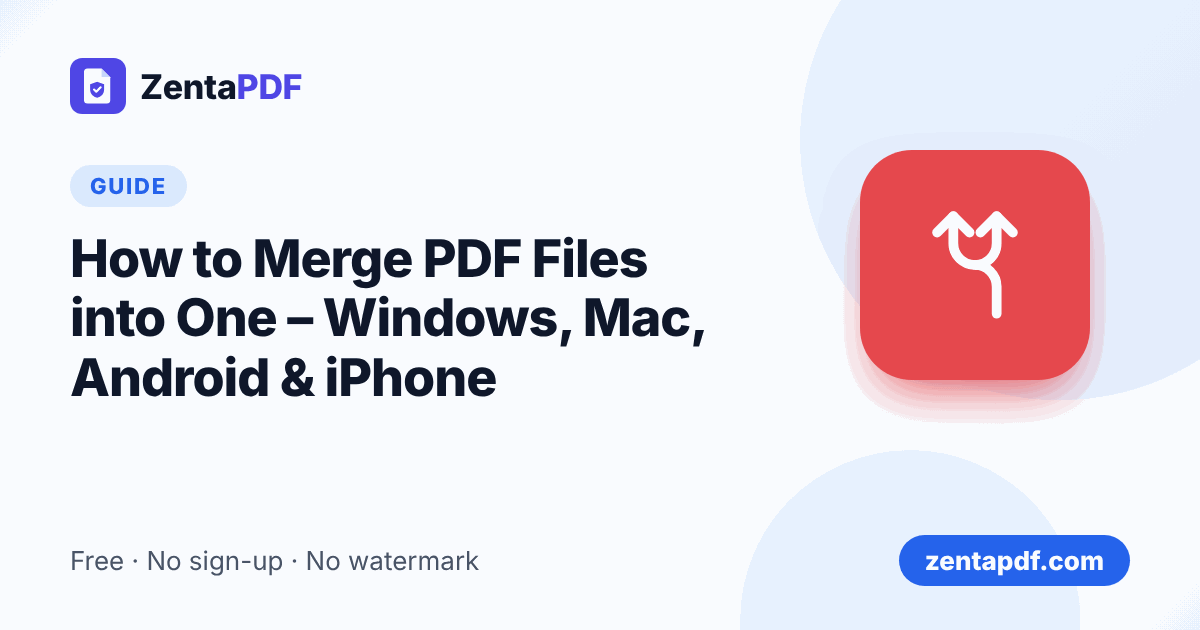 ZentaPDF
GUIDE
How to Merge PDF Files
into One – Windows, Mac,
Android & iPhone
Free · No sign-up · No watermark
zentapdf.com